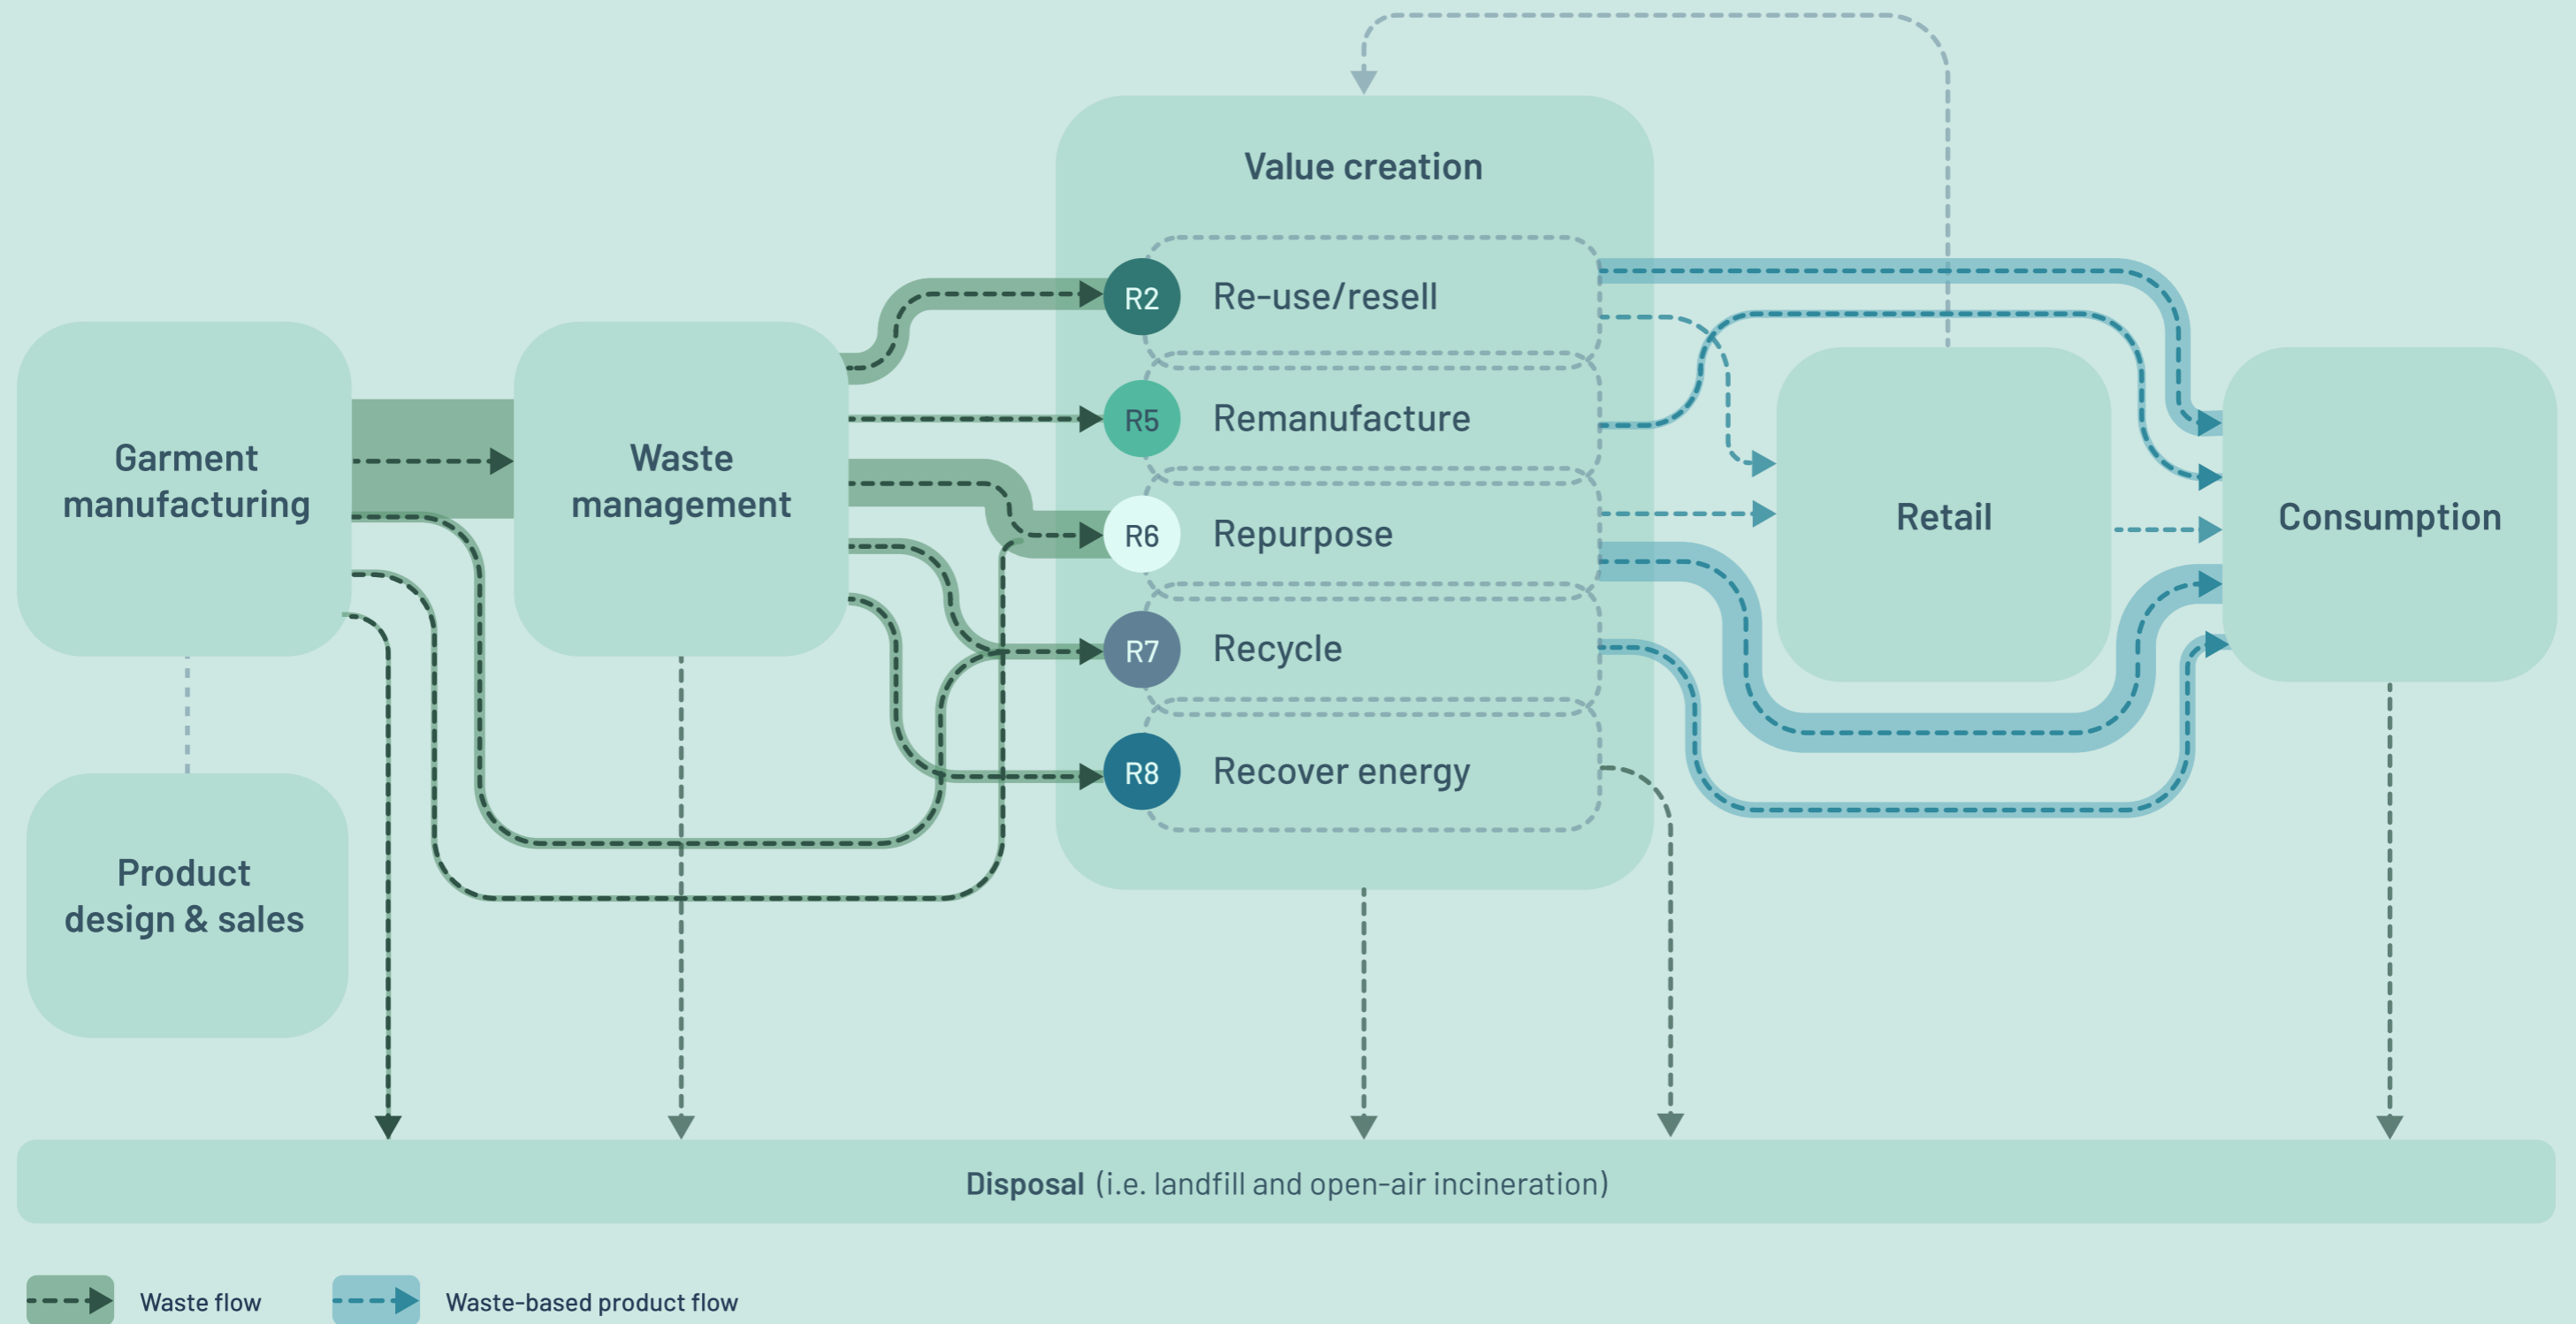 Value creation
R2 Re-use/resell
R5 Remanufacture
R6 Repurpose
R7 Recycle
R8 Recover energy
Garment
manufacturing
Waste
management
Retail
Consumption
Product
design & sales
Disposal (i.e. landfill and open-air incineration)
Waste flow
Waste-based product flow